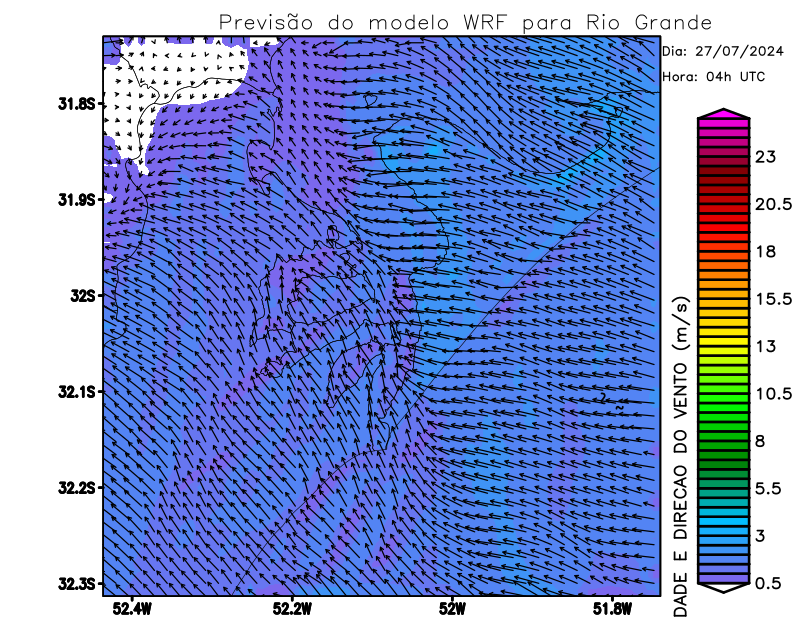 Previsão do modelo WRF para Rio Grande
Dia: 27/07/2024
Hora: 04h UTC
31.8S
31.9S
32S
32.1S
32.2S
32.3S
52.4W
52.2W
52W
51.8W
23
20.5
18
15.5
13
10.5
8
5.5
3
0.5
DADE E DIRECAO DO VENTO (m/s)